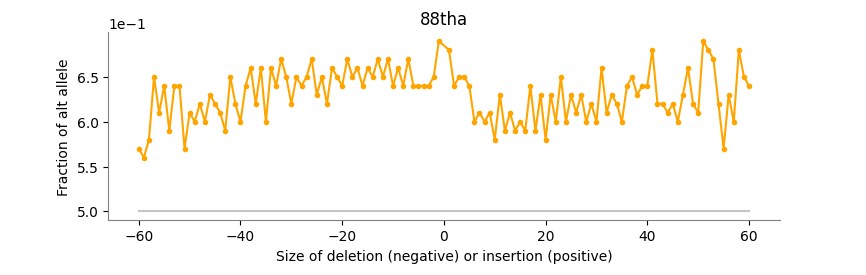 88tha
1e−1
Fraction of alt allele
6.5
6.0
5.5
5.0
−60 −40 −20 0 20 40 60
Size of deletion (negative) or insertion (positive)